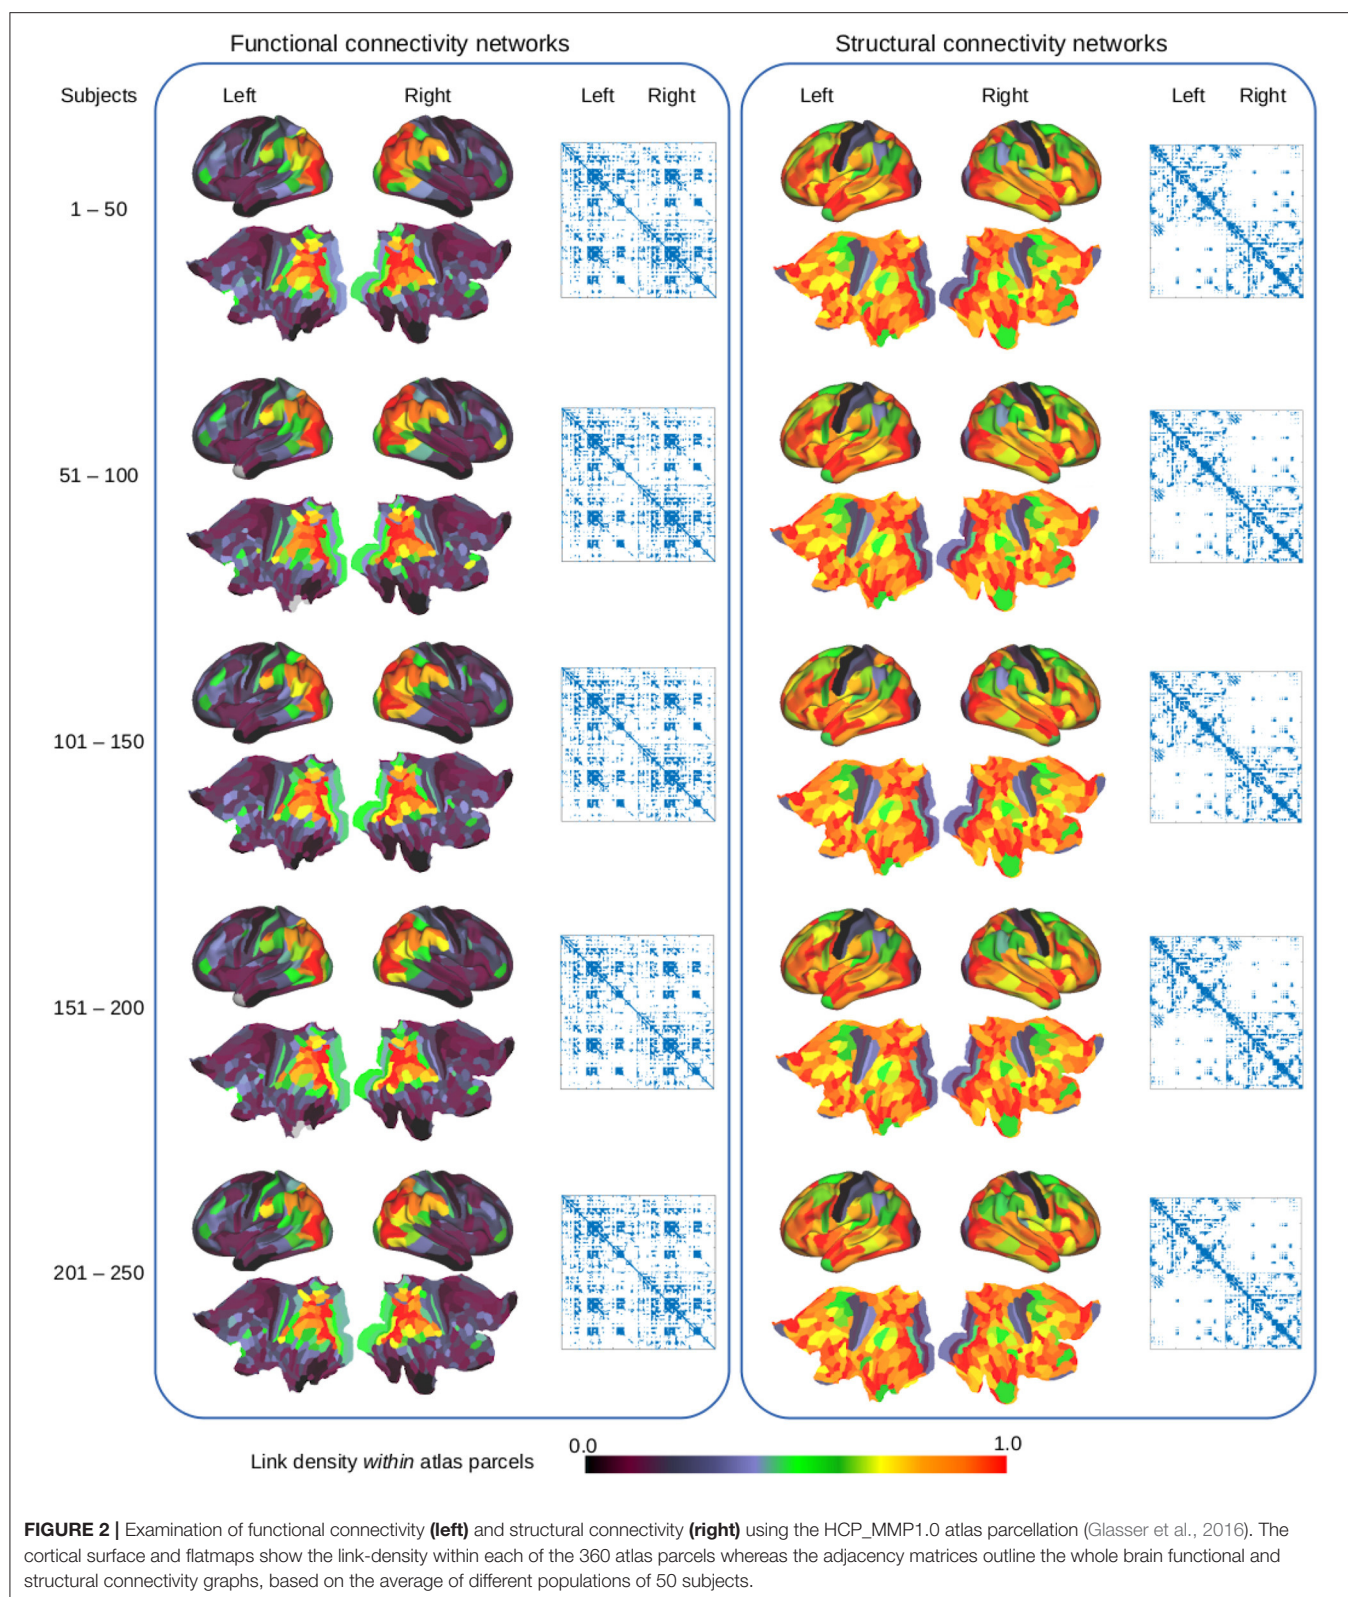 Functional connectivity networks
Structural connectivity networks
Subjects
Left
Right
Left
Right
Left
Right
Left
Right
1 – 50
51 – 100
101 – 150
151 – 200
201 – 250
Link density within atlas parcels
0.0
1.0
FIGURE 2 | Examination of functional connectivity (left) and structural connectivity (right) using the HCP_MMP1.0 atlas parcellation (Glasser et al., 2016). The
cortical surface and flatmaps show the link-density within each of the 360 atlas parcels whereas the adjacency matrices outline the whole brain functional and
structural connectivity graphs, based on the average of different populations of 50 subjects.